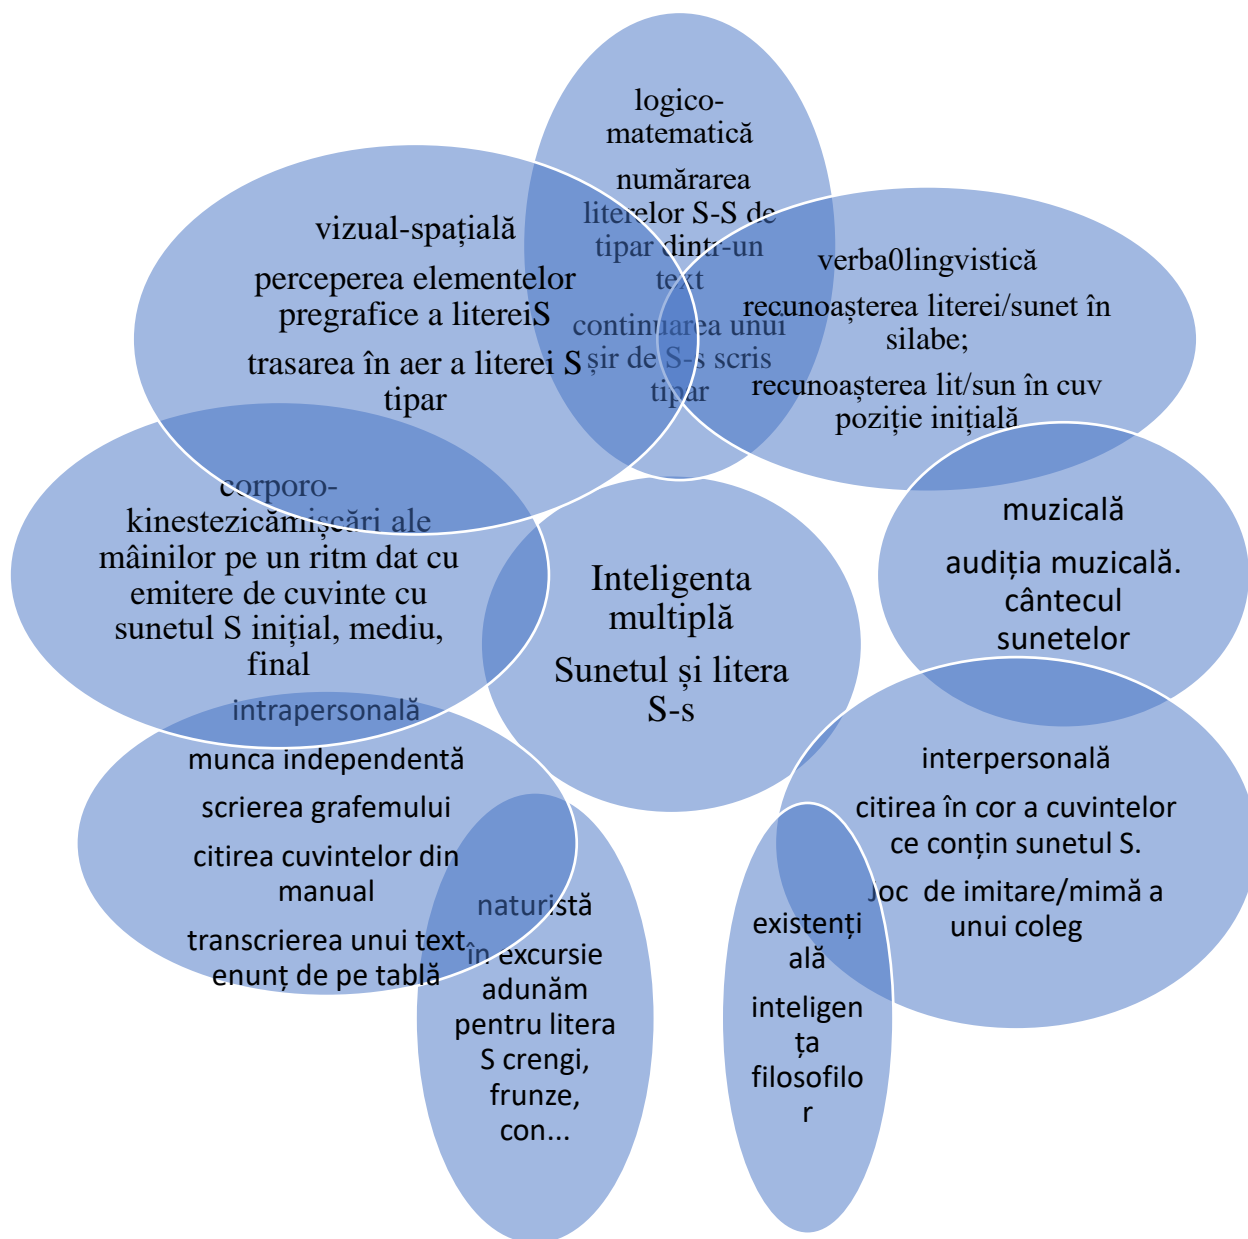 logico-
matematică
numărarea
literelor S-S de
tipar dintr-un
text
continuarea unui
șir de S-s scris
tipar
verba0lingvistică
recunoașterea literei/sunet în
silabe;
recunoașterea lit/sun în cuv
poziție inițială
muzicală
audiția muzicală.
cântecul
sunetelor
interpersonală
citirea în cor a cuvintelor
ce conțin sunetul S.
Joc  de imitare/mimă a
unui coleg
existenți
ală
inteligen
ța
filosofilo
r
naturistă
în excursie
adunăm
pentru litera
S crengi,
frunze,
con...
intrapersonală
munca independentă
scrierea grafemului
citirea cuvintelor din
manual
transcrierea unui text
enunț de pe tablă
corporo-
kinestezicămișcări ale
mâinilor pe un ritm dat cu
emitere de cuvinte cu
sunetul S inițial, mediu,
final
vizual-spațială
perceperea elementelor
pregrafice a litereiS
trasarea în aer a literei S
tipar
Inteligenta
multiplă
Sunetul și litera
S-s